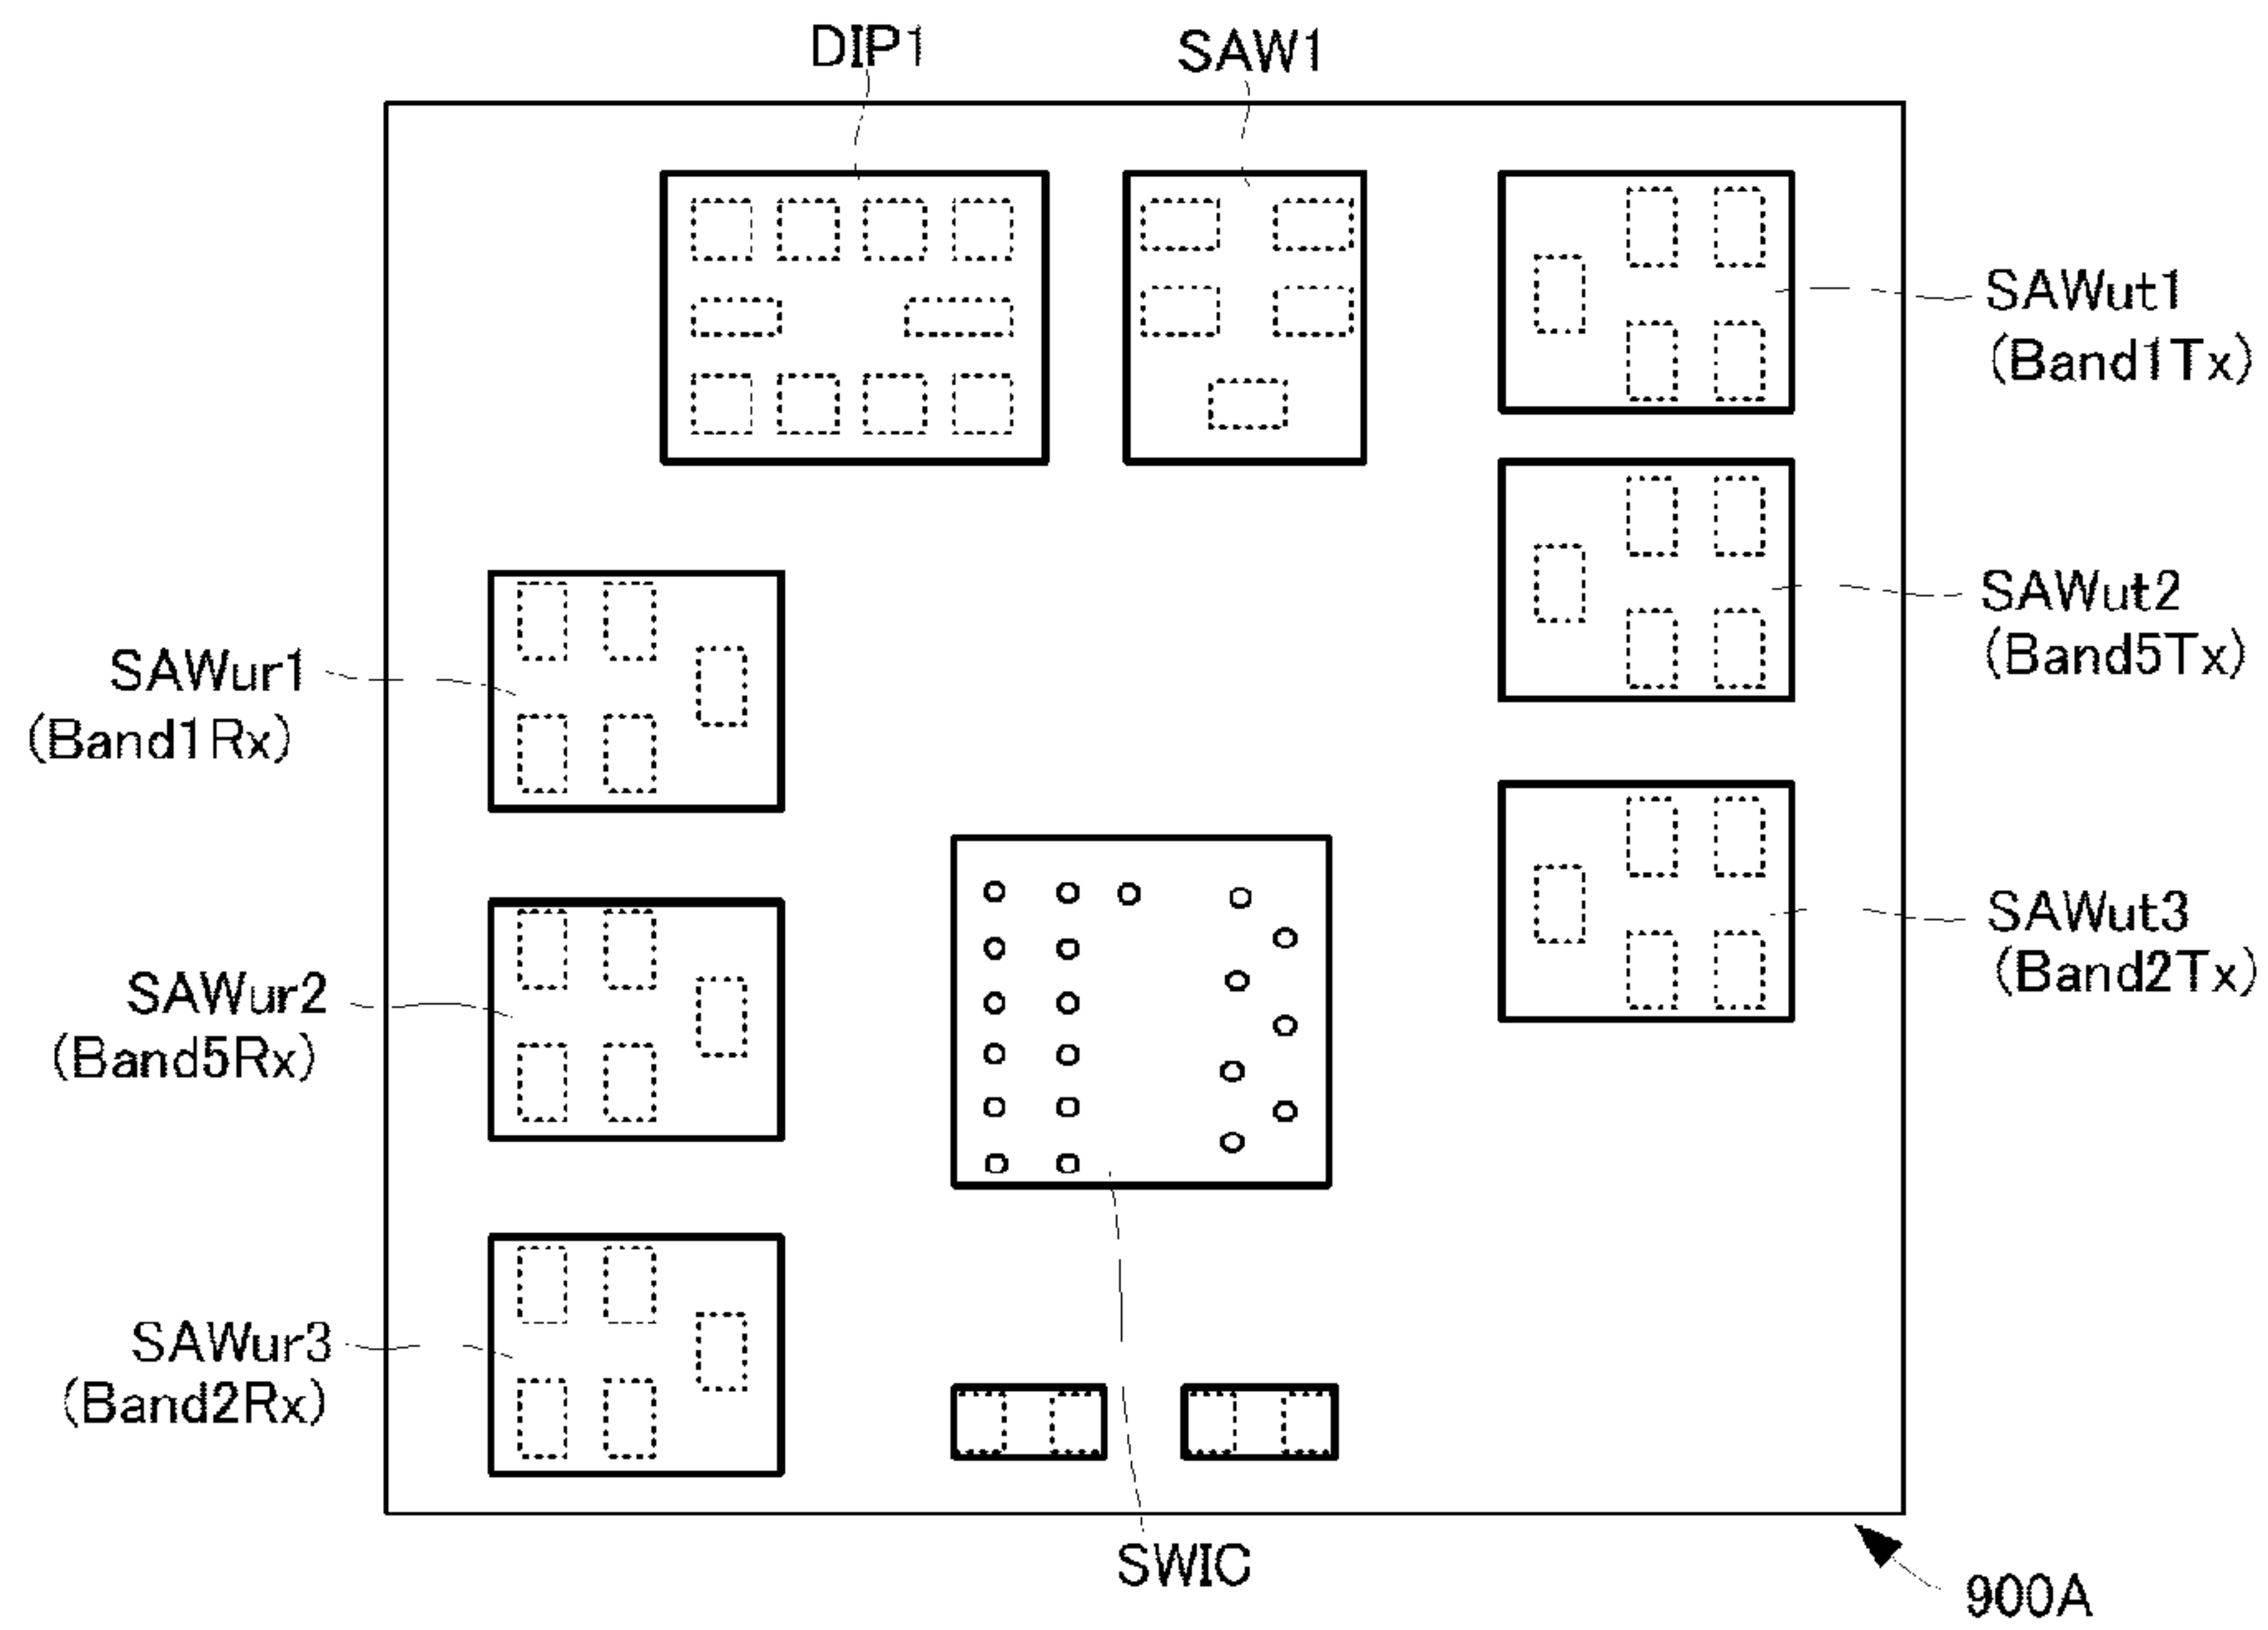 DIP1
SAW1
SAWut1
(Band1Tx)
SAWut2
(Band5Tx)
SAWur1
(Band1Rx)
SAWut3
(Band2Tx)
SAWur2
(Band5Rx)
SAWur3
(Band2Rx)
SWIC
900A